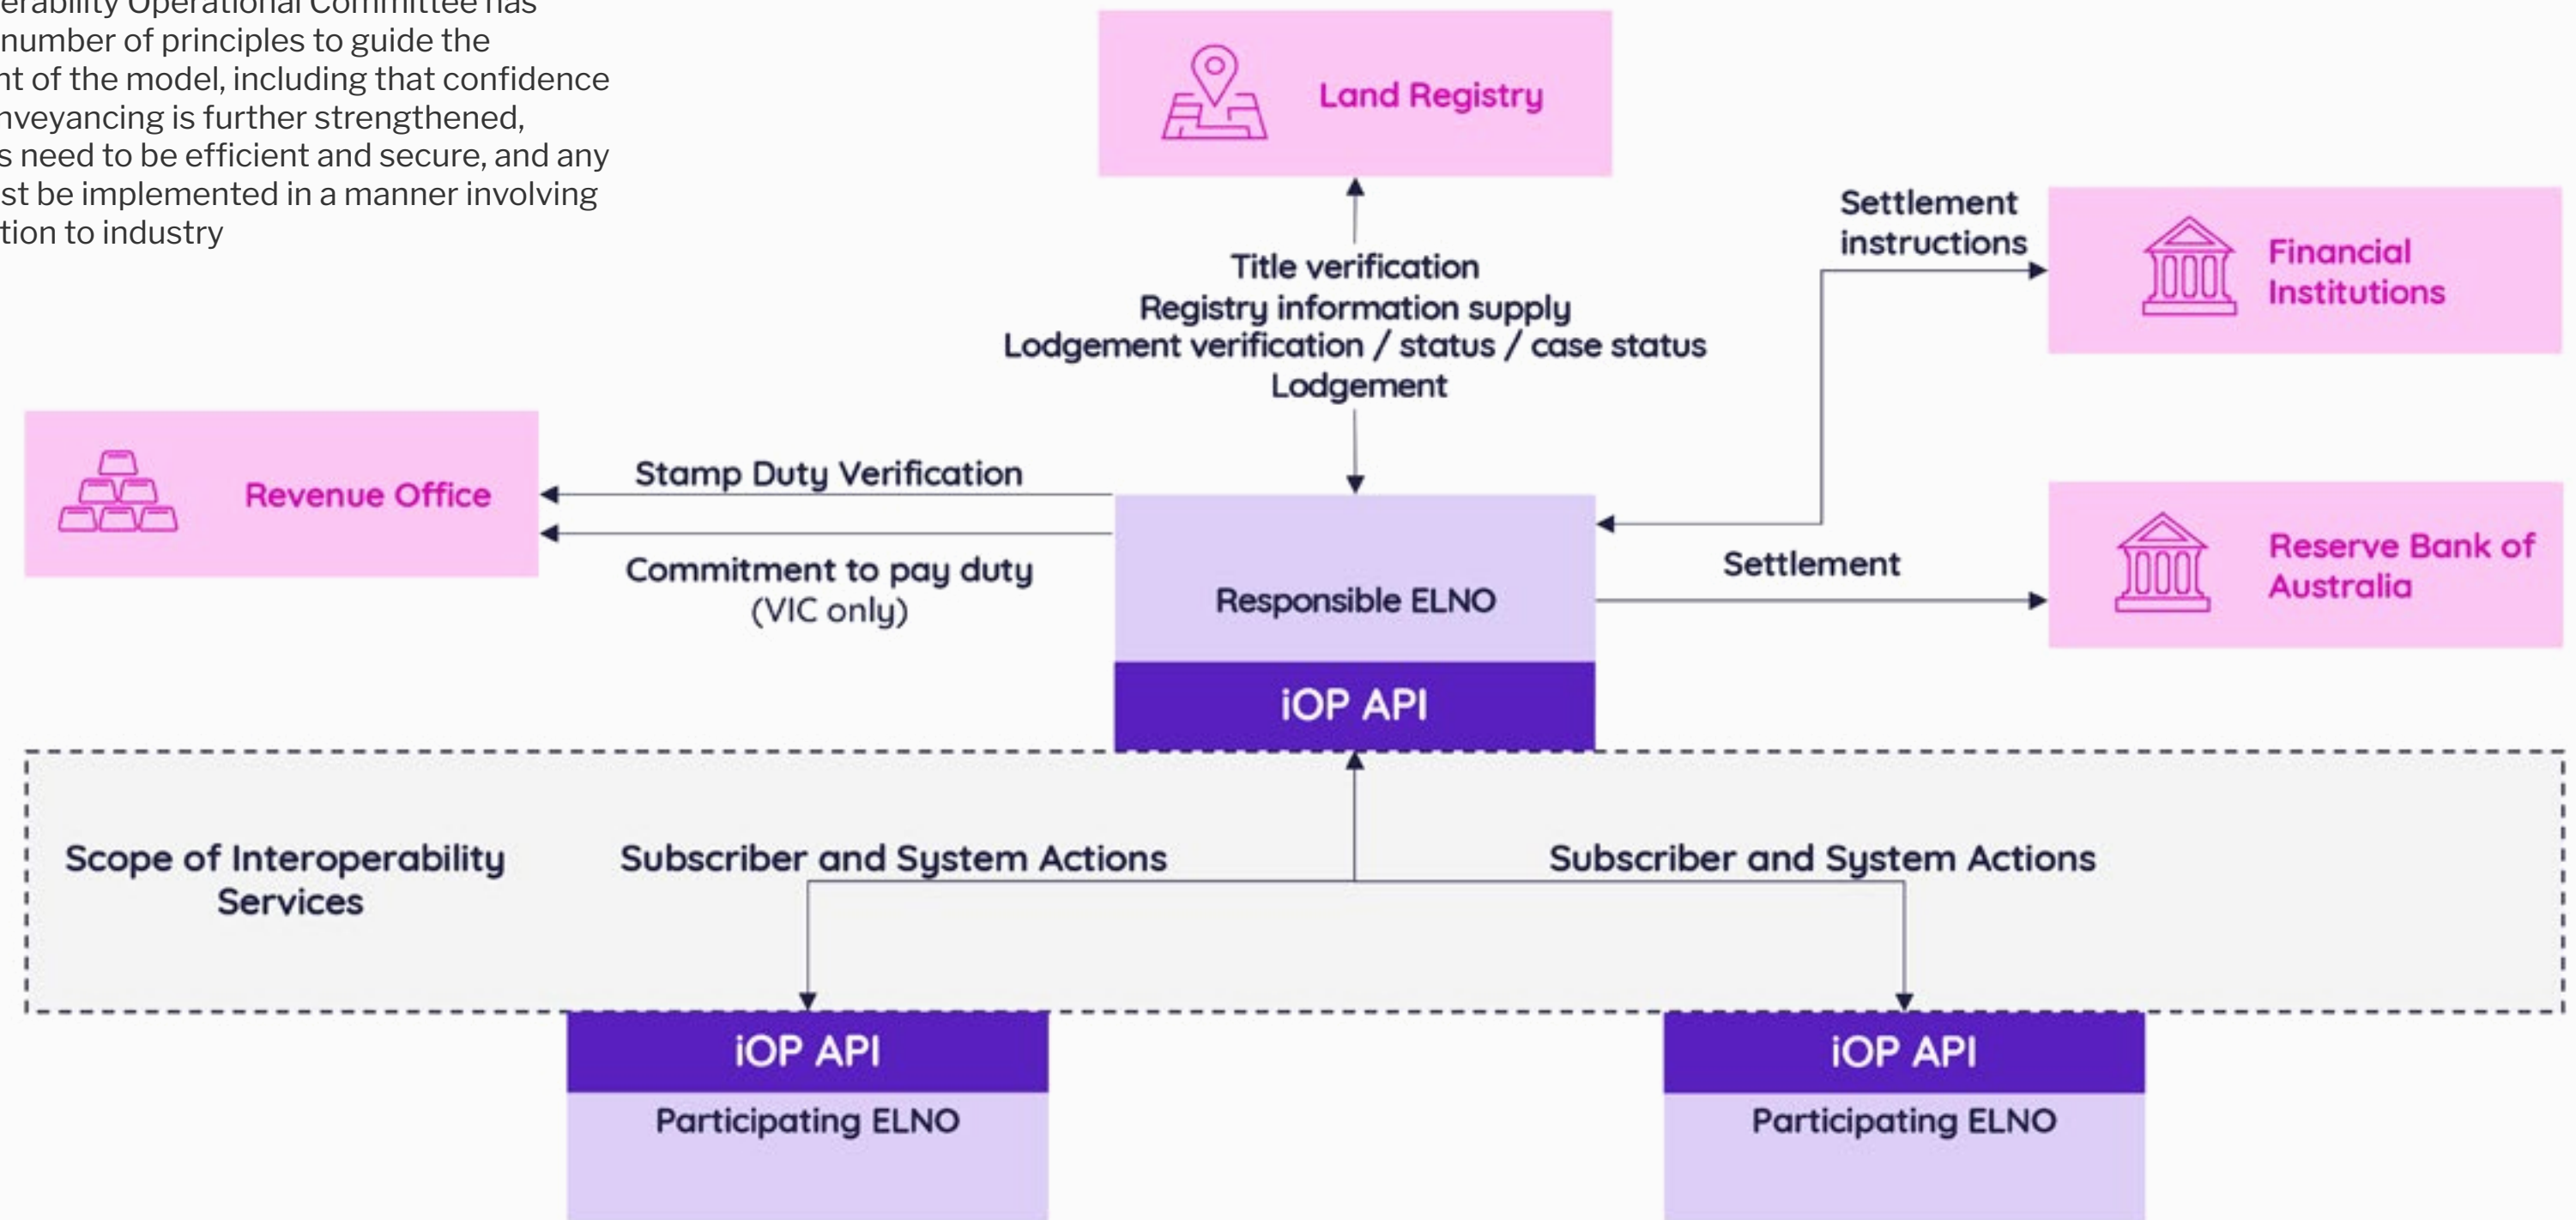 erability Operational Committee has
number of principles to guide the
nt of the model, including that confidence
nveyancing is further strengthened,
s need to be efficient and secure, and any
st be implemented in a manner involving
tion to industry
Land Registry
Settlement
instructions
Financial
Institutions
Title verification
Registry information supply
Lodgement verification / status / case status
Lodgement
Revenue Office
Stamp Duty Verification
Commitment to pay duty
(VIC only)
Responsible ELNO
iOP API
Settlement
Reserve Bank of
Australia
Scope of Interoperability
Services
Subscriber and System Actions
Subscriber and System Actions
iOP API
Participating ELNO
iOP API
Participating ELNO